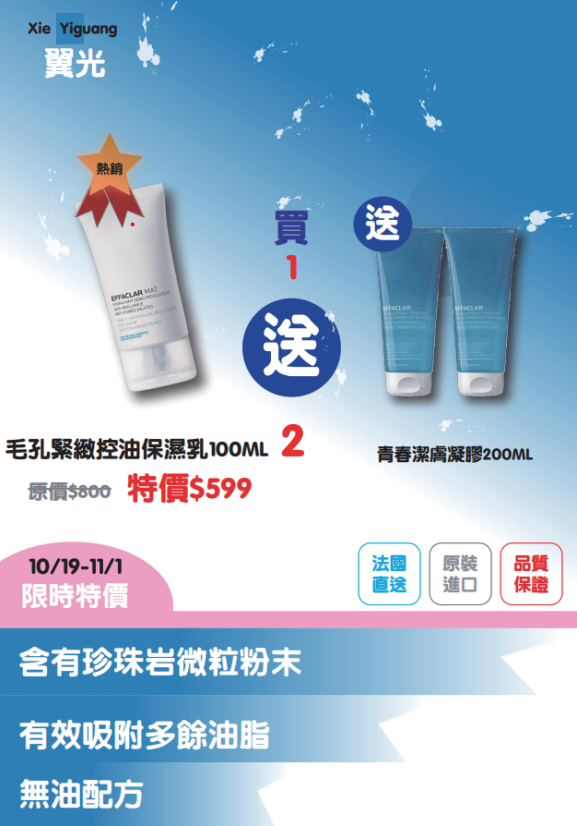 Xie Yiguang
翼光
熱銷
EFFACLAR MAT
買
1
送
2
送
EFFACLAR
EFFACLAR
毛孔緊緻控油保濕乳100ML
原價$800 特價$599
青春潔膚凝膠200ML
10/19-11/1
限時特價
法國
直送
原裝
進口
品質
保證
含有珍珠岩微粒粉末
有效吸附多餘油脂
無油配方